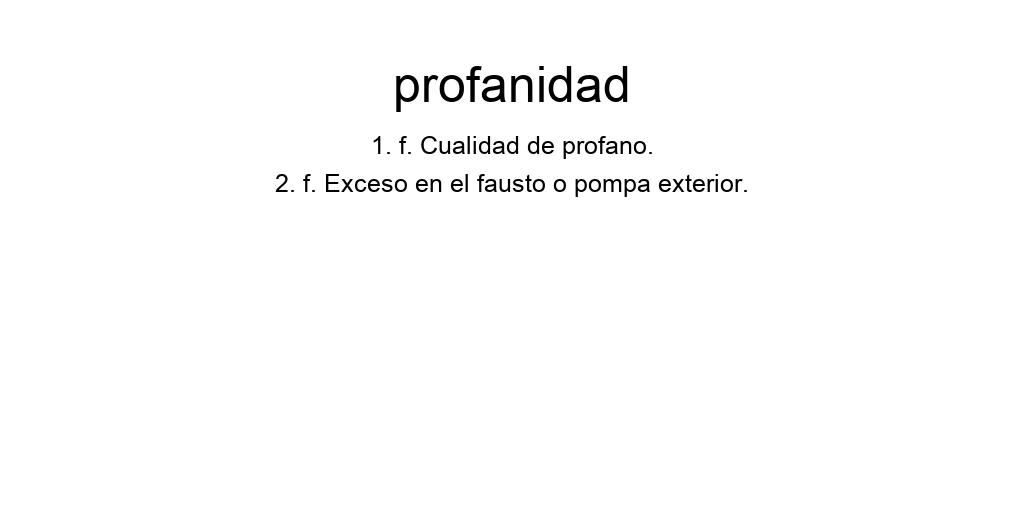 profanidad
1. f. Cualidad de profano.
2. f. Exceso en el fausto o pompa exterior.